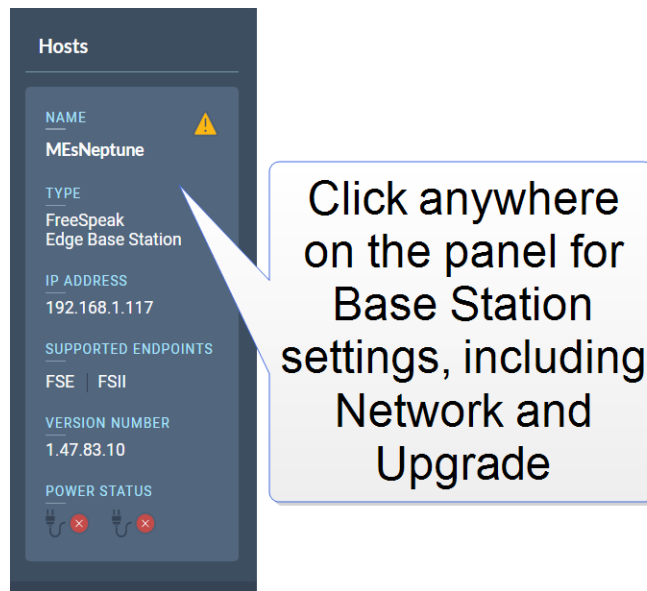 Hosts
NAME
MEsNeptune
TYPE
FreeSpeak
Edge Base Station
IP ADDRESS
192.168.1.117
SUPPORTED ENDPOINTS
FSE | FSII
VERSION NUMBER
1.47.83.10
POWER STATUS
Click anywhere
on the panel for
Base Station
settings, including
Network and
Upgrade